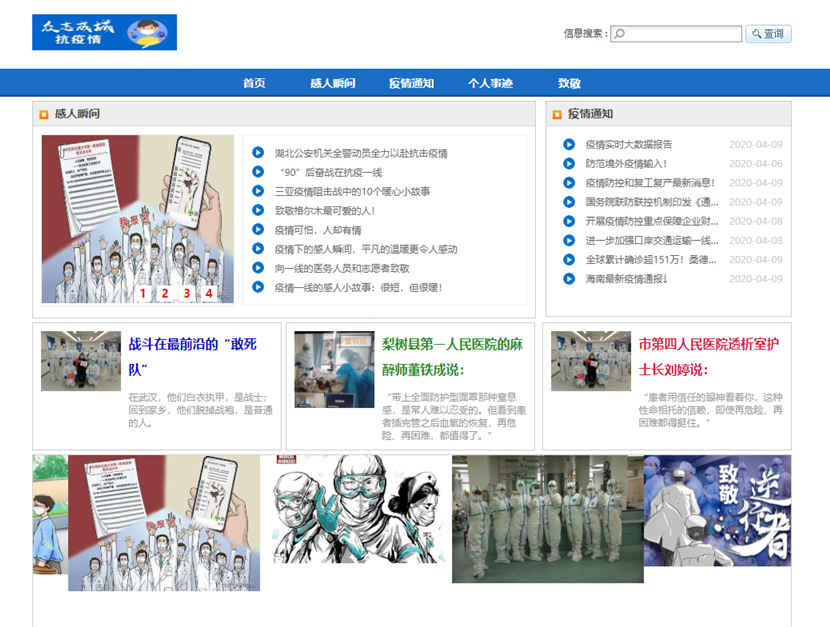 众志成城
抗疫情
信息搜索：
查询
首页
感人瞬间
疫情通知
个人事迹
致敬
感人瞬间
我报名
1 2 3 4
湖北公安机关全警动员全力以赴抗击疫情
“90”后奋战在抗疫一线
三亚疫情阻击战中的10个暖心小故事
致敬格尔木最可爱的人！
疫情可怕，人却有情
疫情下的感人瞬间，平凡的温暖更令人感动
向一线的医务人员和志愿者致敬
疫情一线的感人小故事：很短，但很暖！
疫情通知
疫情实时大数据报告 2020-04-09
防范境外疫情输入！ 2020-04-06
疫情防控和复工复产最新消息！ 2020-04-09
国务院联防联控机制印发《通... 2020-04-09
开展疫情防控重点保障企业财... 2020-04-08
进一步加强口岸交通运输一线... 2020-04-08
全球累计确诊超151万！桑德... 2020-04-09
海南最新疫情通报↓ 2020-04-09
战斗在最前沿的“敢死
队”
在武汉，他们白衣执甲，是战士；
回到家乡，他们脱掉战袍，是普通
的人。
梨树县第一人民医院的麻
醉师董铁成说：
“带上全面防护型面罩那种窒息
感，是常人难以忍受的。但看到患
者插完管之后血氧的恢复，再危
险、再困难，都值得了。”
市第四人民医院透析室护
士长刘婷说：
“患者用信任的眼神看着你，这种
性命相托的信赖，即使再危险、再
困难都得挺住。”
我报名
致敬
逆行者